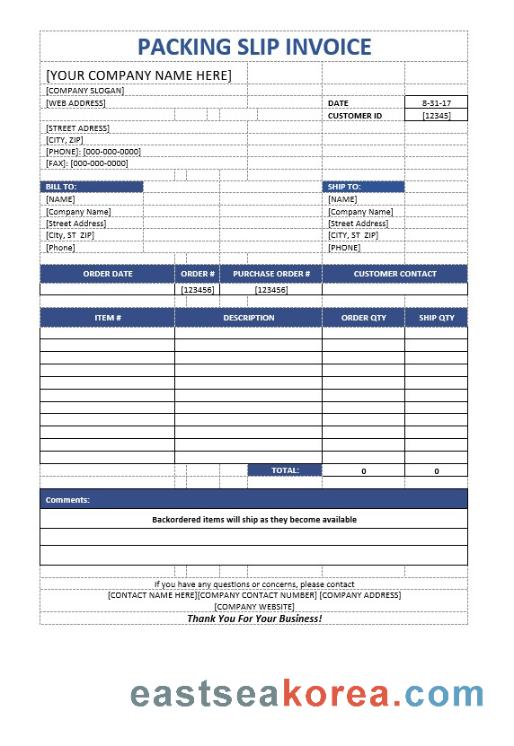 PACKING SLIP INVOICE
[YOUR COMPANY NAME HERE]
[COMPANY SLOGAN]
[WEB ADDRESS]
DATE 8-31-17
CUSTOMER ID [12345]
[STREET ADRESS]
[CITY, ZIP]
[PHONE]: [000-000-0000]
[FAX]: [000-000-0000]
BILL TO: SHIP TO:
[NAME] [NAME]
[Company Name] [Company Name]
[Street Address] [Street Address]
[City, ST ZIP] [CITY, ST ZIP]
[Phone] [PHONE]
ORDER DATE ORDER # PURCHASE ORDER # CUSTOMER CONTACT
[123456] [123456]
ITEM # DESCRIPTION ORDER QTY SHIP QTY
TOTAL: 0 0
Comments:
Backordered items will ship as they become available
If you have any questions or concerns, please contact
[CONTACT NAME HERE][COMPANY CONTACT NUMBER] [COMPANY ADDRESS]
[COMPANY WEBSITE]
Thank You For Your Business!
eastseakorea.com